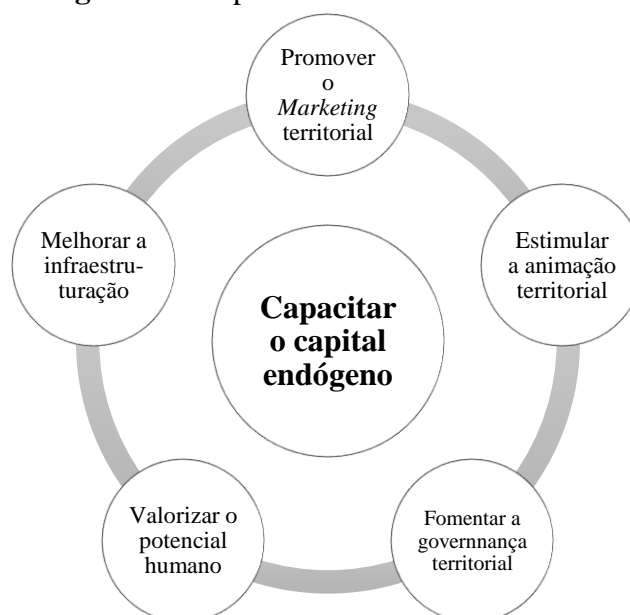 Promover
o
Marketing
territorial
Melhorar a
infraestru-
turação
Estimular
a animação
territorial
Capacitar
o capital
endógeno
Valorizar o
potencial
humano
Fomentar a
governnança
territorial